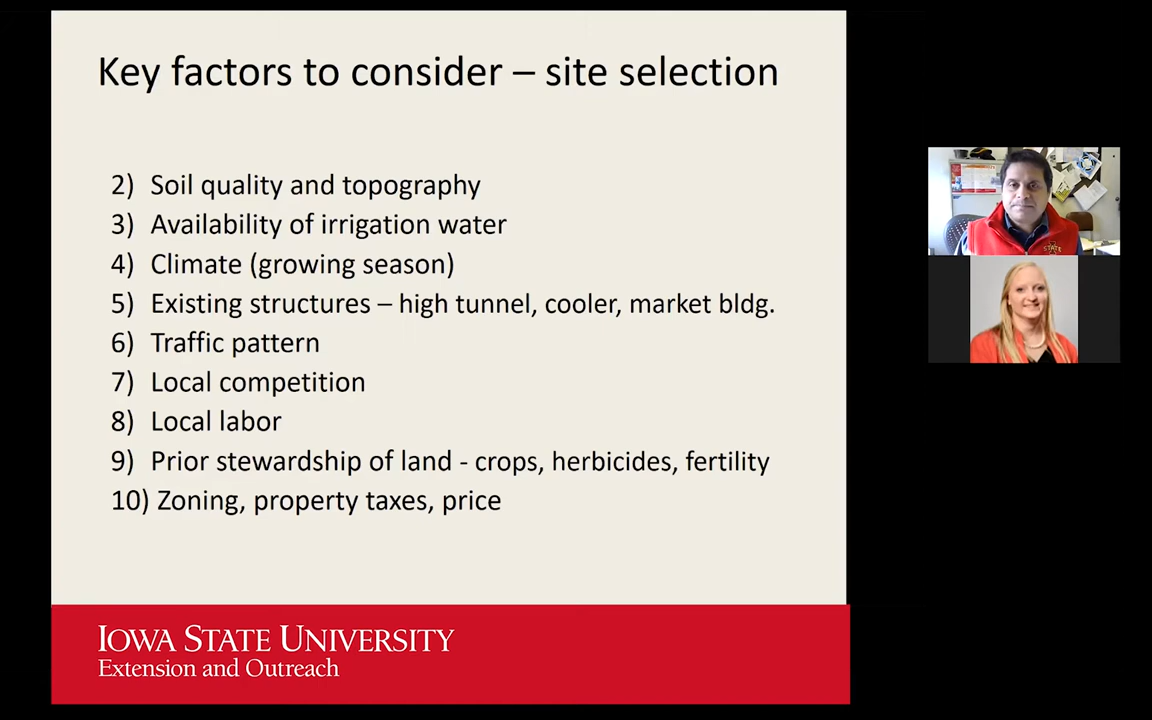 Key factors to consider – site selection
2) Soil quality and topography
3) Availability of irrigation water
4) Climate (growing season)
5) Existing structures – high tunnel, cooler, market bldg.
6) Traffic pattern
7) Local competition
8) Local labor
9) Prior stewardship of land - crops, herbicides, fertility
10) Zoning, property taxes, price
IOWA STATE UNIVERSITY
Extension and Outreach
STATE